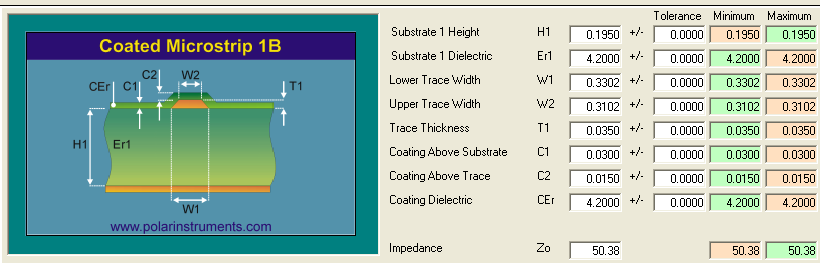 Coated Microstrip 1B
C2 W2
CEr C1 T1
H1 Er1
W1
www.polarinstruments.com
Tolerance Minimum Maximum
Substrate 1 Height H1 0.1950 +/- 0.0000 0.1950 0.1950
Substrate 1 Dielectric Er1 4.2000 +/- 0.0000 4.2000 4.2000
Lower Trace Width W1 0.3302 +/- 0.0000 0.3302 0.3302
Upper Trace Width W2 0.3102 +/- 0.0000 0.3102 0.3102
Trace Thickness T1 0.0350 +/- 0.0000 0.0350 0.0350
Coating Above Substrate C1 0.0300 +/- 0.0000 0.0300 0.0300
Coating Above Trace C2 0.0150 +/- 0.0000 0.0150 0.0150
Coating Dielectric CEr 4.2000 +/- 0.0000 4.2000 4.2000
Impedance Zo 50.38 50.38 50.38